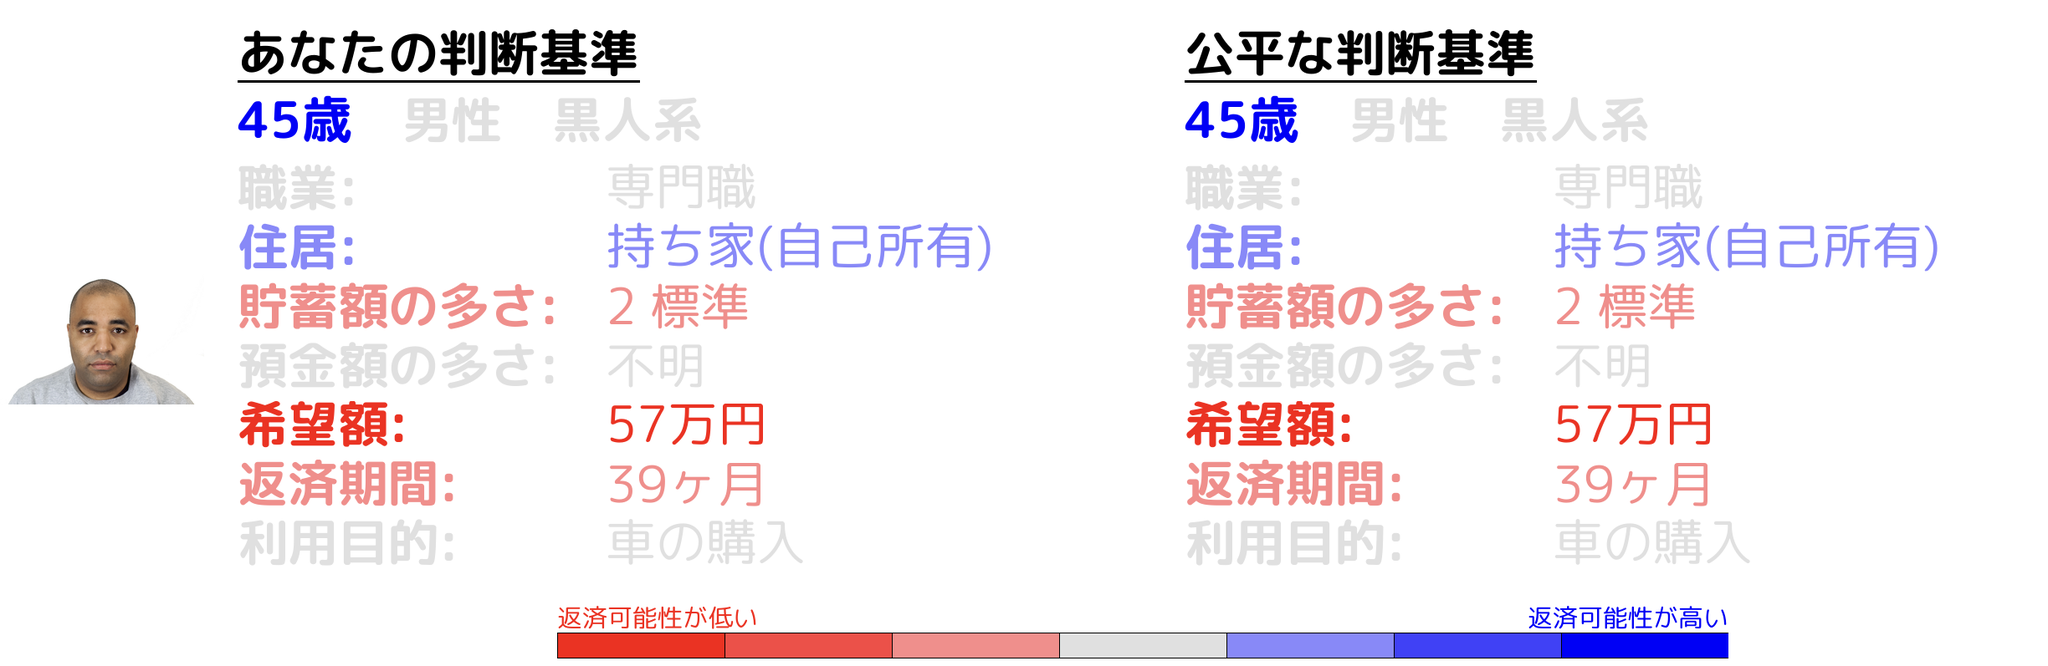 あなたの判断基準
45歳 男性 黒人系
職業: 専門職
住居: 持ち家(自己所有)
貯蓄額の多さ: 2 標準
預金額の多さ: 不明
希望額: 57万円
返済期間: 39ヶ月
利用目的: 車の購入
公平な判断基準
45歳 男性 黒人系
職業: 専門職
住居: 持ち家(自己所有)
貯蓄額の多さ: 2 標準
預金額の多さ: 不明
希望額: 57万円
返済期間: 39ヶ月
利用目的: 車の購入
返済可能性が低い
返済可能性が高い